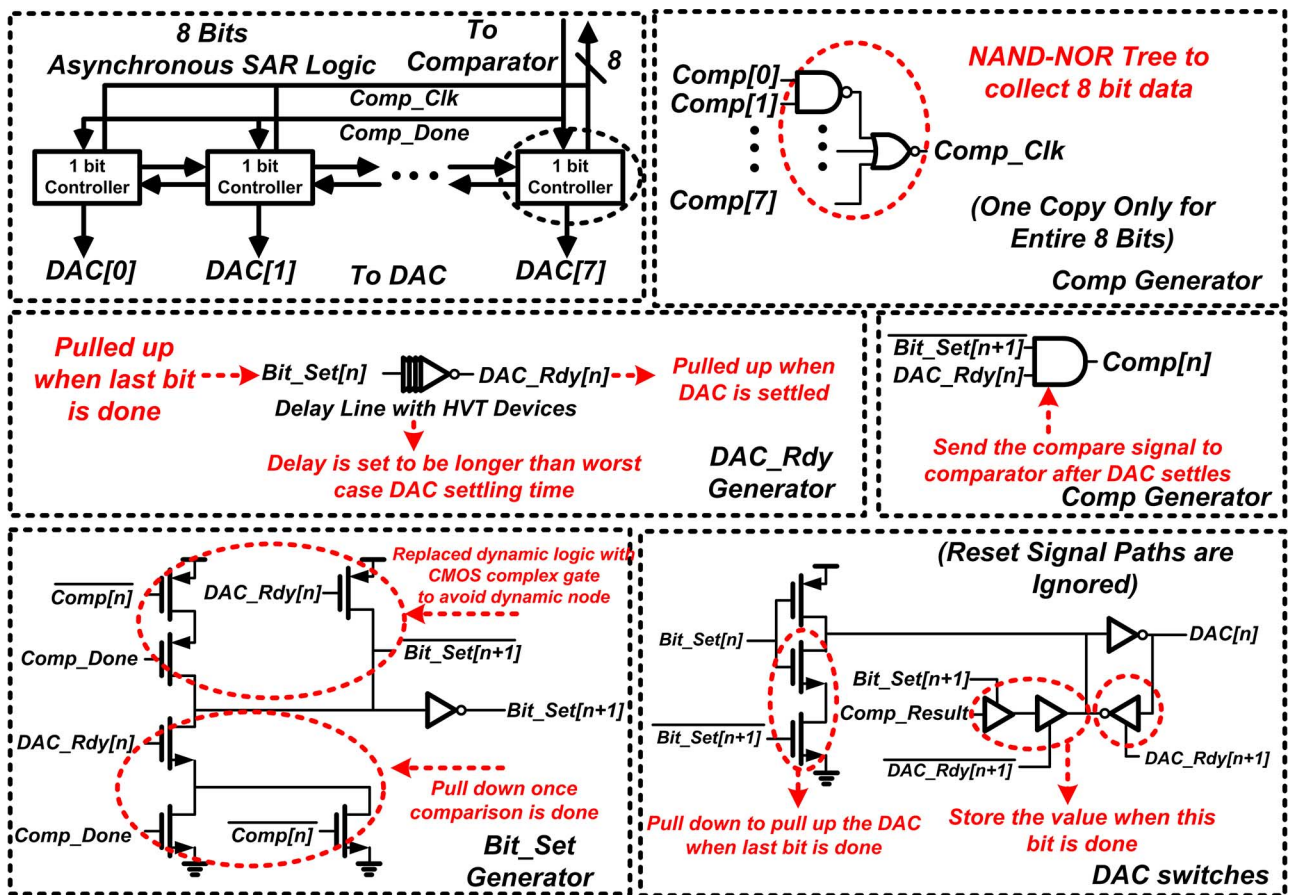 8 Bits
Asynchronous SAR Logic
To
Comparator
8
Comp_Clk
Comp_Done
1 bit
Controller
1 bit
Controller
1 bit
Controller
DAC[0]
DAC[1]
To DAC
DAC[7]
Comp[0]
Comp[1]
Comp[7]
NAND-NOR Tree to
collect 8 bit data
Comp_Clk
(One Copy Only for
Entire 8 Bits)
Comp Generator
Pulled up
when last bit
is done
Bit_Set[n]
DAC_Rdy[n]
Delay Line with HVT Devices
Pulled up when
DAC is settled
Delay is set to be longer than worst
case DAC settling time
DAC_Rdy
Generator
Bit_Set[n+1]
DAC_Rdy[n]
Comp[n]
Send the compare signal to
comparator after DAC settles
Comp Generator
Comp[n]
DAC_Rdy[n]
Replaced dynamic logic with
CMOS complex gate
to avoid dynamic node
Comp_Done
Bit_Set[n+1]
Bit_Set[n+1]
DAC_Rdy[n]
Pull down once
comparison is done
Comp_Done
Comp[n]
Bit_Set
Generator
(Reset Signal Paths are
Ignored)
Bit_Set[n]
DAC[n]
Bit_Set[n+1]
Comp_Result
Bit_Set[n+1]
DAC_Rdy[n+1]
DAC_Rdy[n+1]
Pull down to pull up the DAC
when last bit is done
Store the value when this
bit is done
DAC switches